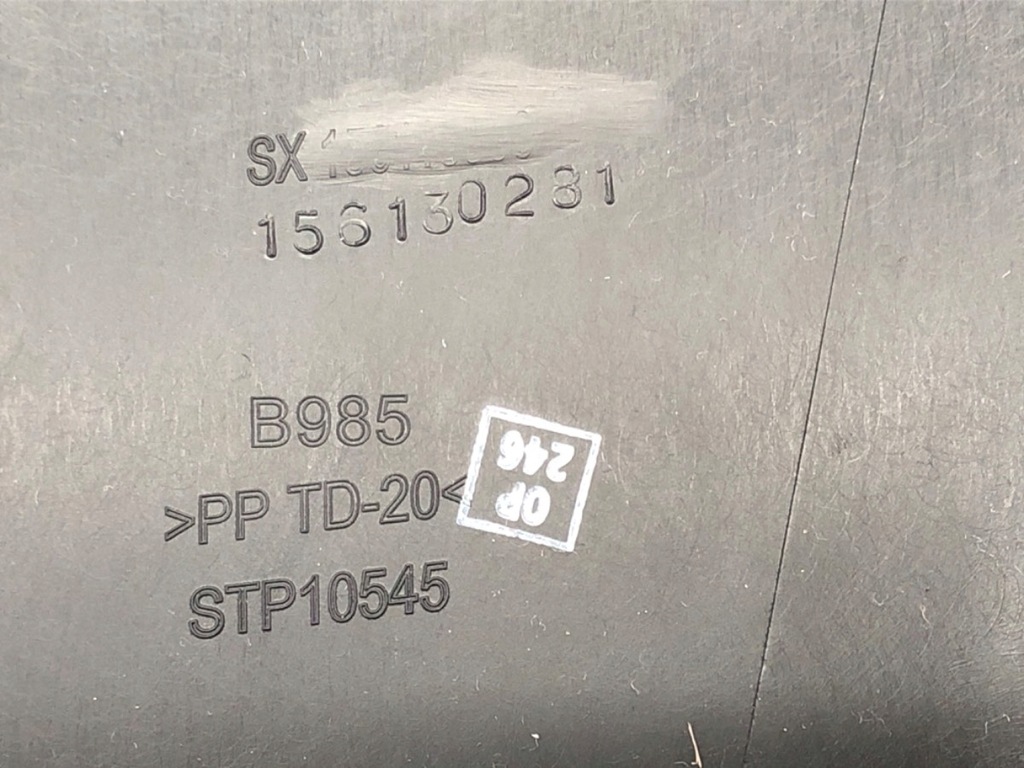 SX
156130281
B985
>PP TD-20<
STP10545
OP
246